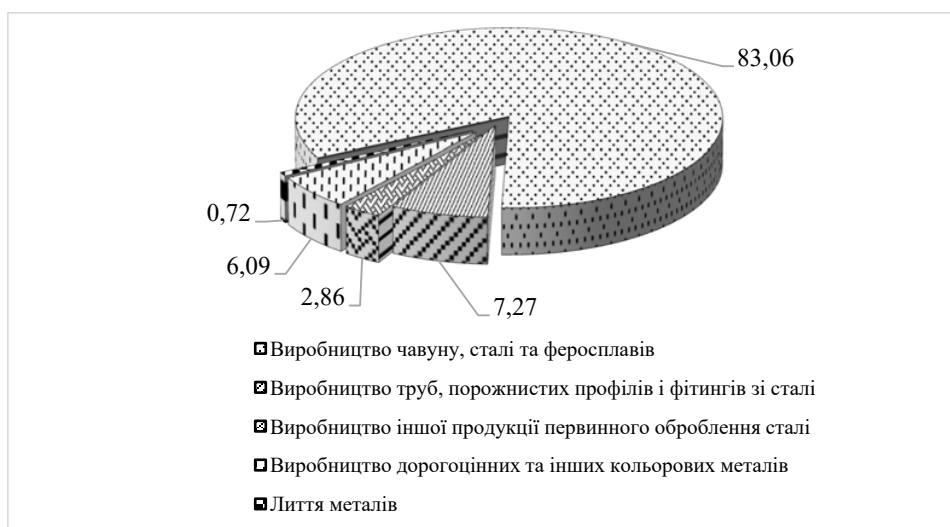 83,06
0,72
6,09
2,86
7,27
Виробництво чавуну, сталі та феросплавів
Виробництво труб, порожнистих профілів і фітингів зі сталі
Виробництво іншої продукції первинного оброблення сталі
Виробництво дорогоцінних та інших кольорових металів
Лиття металів